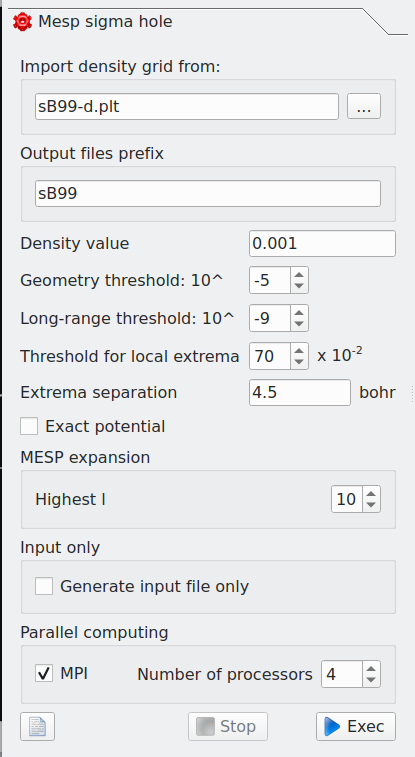 Mesp sigma hole
Import density grid from:
sB99-d.plt ...
Output files prefix
sB99
Density value 0.001
Geometry threshold: 10^ -5
Long-range threshold: 10^ -9
Threshold for local extrema 70 x 10-2
Extrema separation 4.5 bohr
Exact potential
MESP expansion
Highest l 10
Input only
Generate input file only
Parallel computing
MPI Number of processors 4
Stop Exec